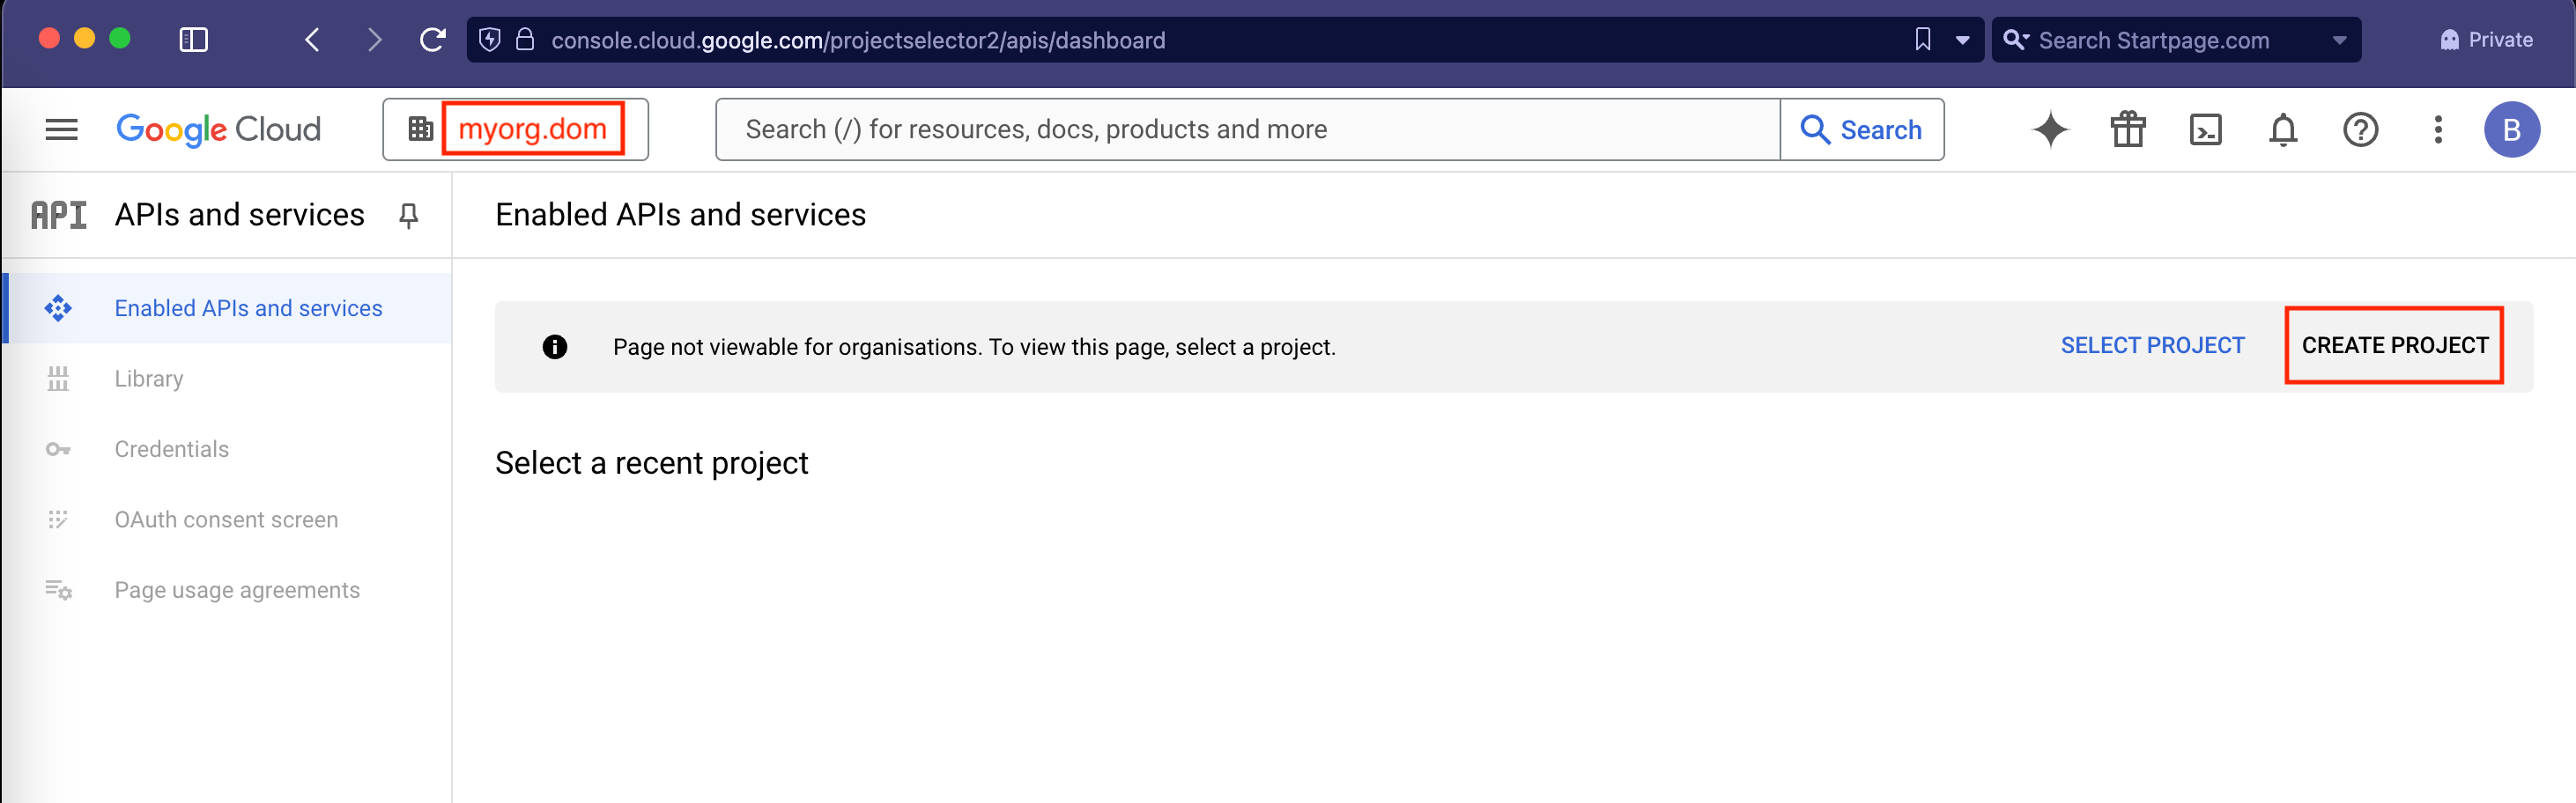 console.cloud.google.com/projectselector2/apis/dashboard
Search Startpage.com
Private
Google Cloud
myorg.dom
Search (/) for resources, docs, products and more
Search
B
API
APIs and services
Enabled APIs and services
Enabled APIs and services
Library
Credentials
OAuth consent screen
Page usage agreements
Page not viewable for organisations. To view this page, select a project.
SELECT PROJECT
CREATE PROJECT
Select a recent project